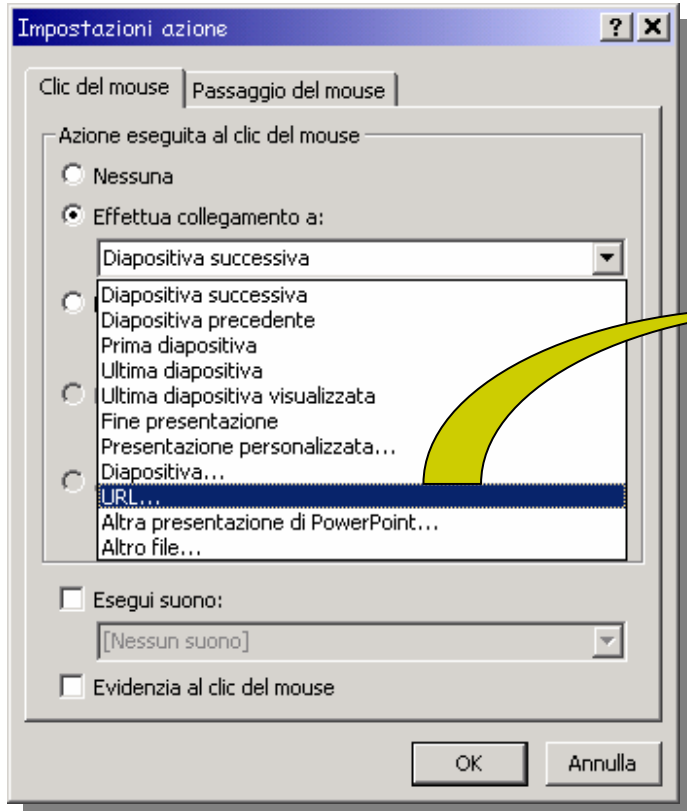 Impostazioni azione
Clic del mouse
Passaggio del mouse
Azione eseguita al clic del mouse
Nessuna
Effettua collegamento a:
Diapositiva successiva
Diapositiva successiva
Diapositiva precedente
Prima diapositiva
Ultima diapositiva
Ultima diapositiva visualizzata
Fine presentazione
Presentazione personalizzata...
Diapositiva...
URL...
Altra presentazione di PowerPoint...
Altro file...
Esegui suono:
[Nessun suono]
Evidenzia al clic del mouse
OK
Annulla